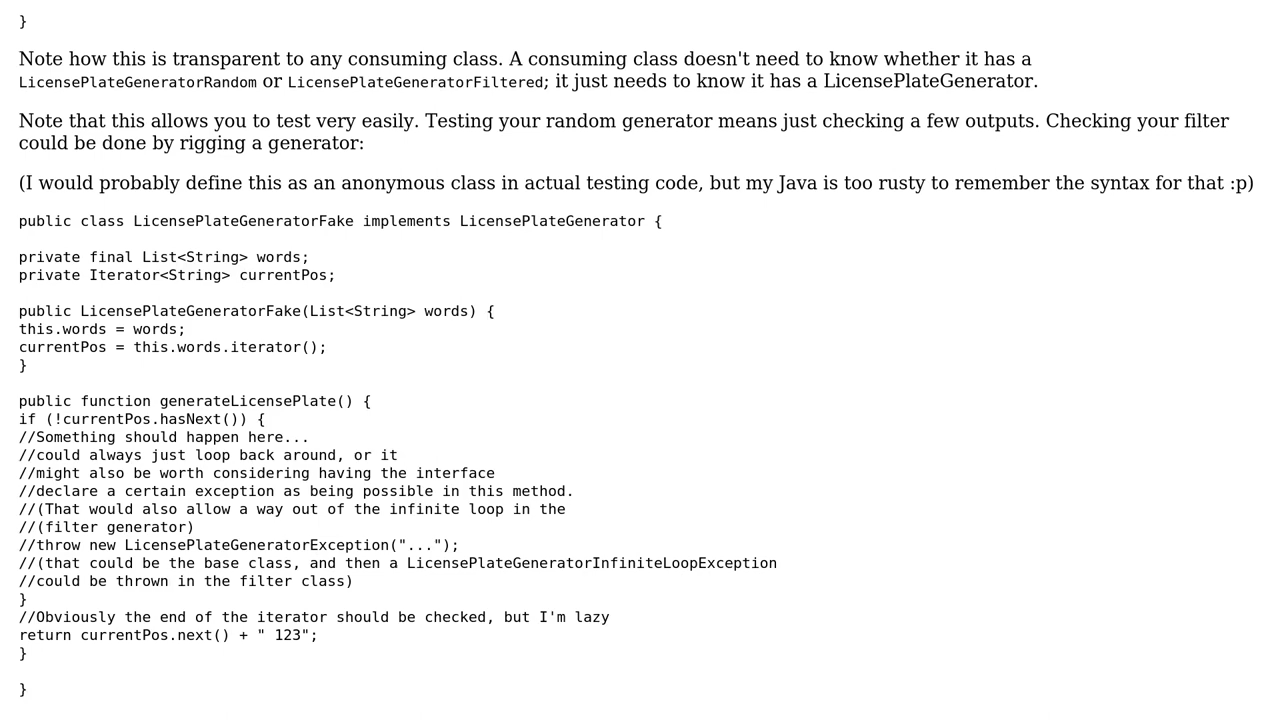 }
Note how this is transparent to any consuming class. A consuming class doesn't need to know whether it has a
LicensePlateGeneratorRandom or LicensePlateGeneratorFiltered; it just needs to know it has a LicensePlateGenerator.
Note that this allows you to test very easily. Testing your random generator means just checking a few outputs. Checking your filter
could be done by rigging a generator:
(I would probably define this as an anonymous class in actual testing code, but my Java is too rusty to remember the syntax for that :p)
public class LicensePlateGeneratorFake implements LicensePlateGenerator {
private final List<String> words;
private Iterator<String> currentPos;
public LicensePlateGeneratorFake(List<String> words) {
this.words = words;
currentPos = this.words.iterator();
}
public function generateLicensePlate() {
if (!currentPos.hasNext()) {
//Something should happen here...
//could always just loop back around, or it
//might also be worth considering having the interface
//declare a certain exception as being possible in this method.
//(That would also allow a way out of the infinite loop in the
//(filter generator)
//throw new LicensePlateGeneratorException("...");
//(that could be the base class, and then a LicensePlateGeneratorInfiniteLoopException
//could be thrown in the filter class)
}
//Obviously the end of the iterator should be checked, but I'm lazy
return currentPos.next() + " 123";
}
}